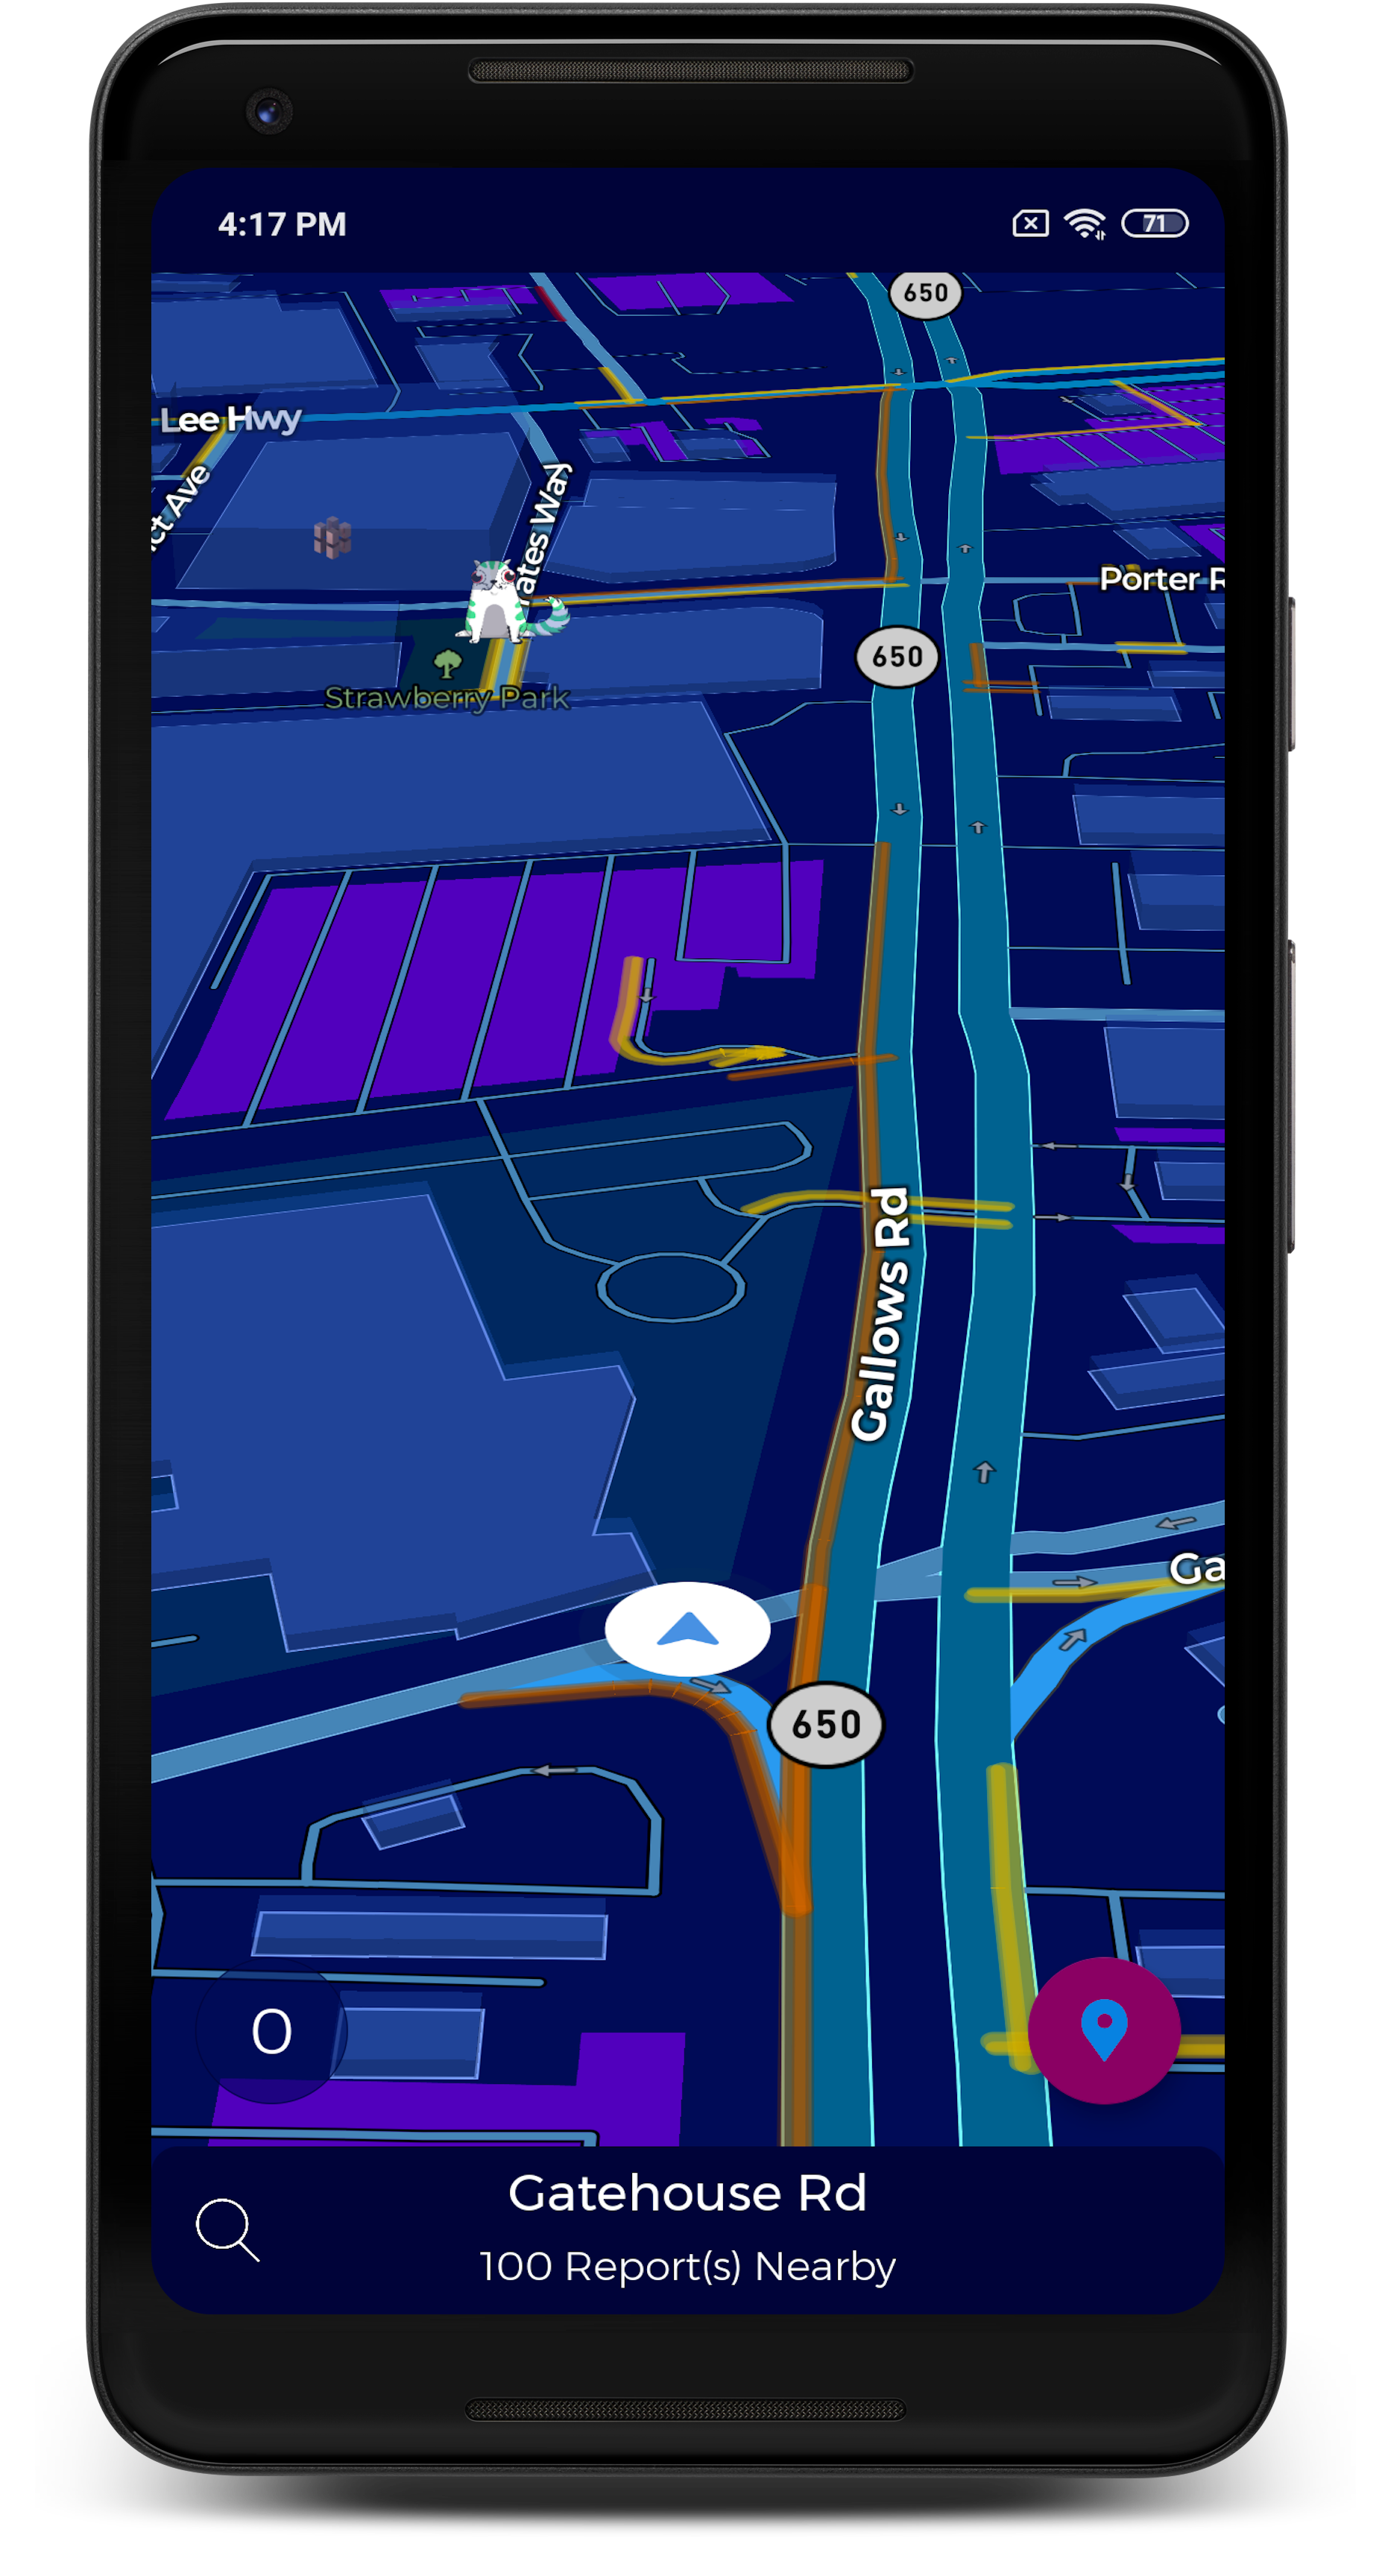 4:17 PM
71
650
Lee Hwy
ct Ave
ates Way
Porter R
650
Strawberry Park
Gallows Rd
Ga
650
0
Gatehouse Rd
100 Report(s) Nearby